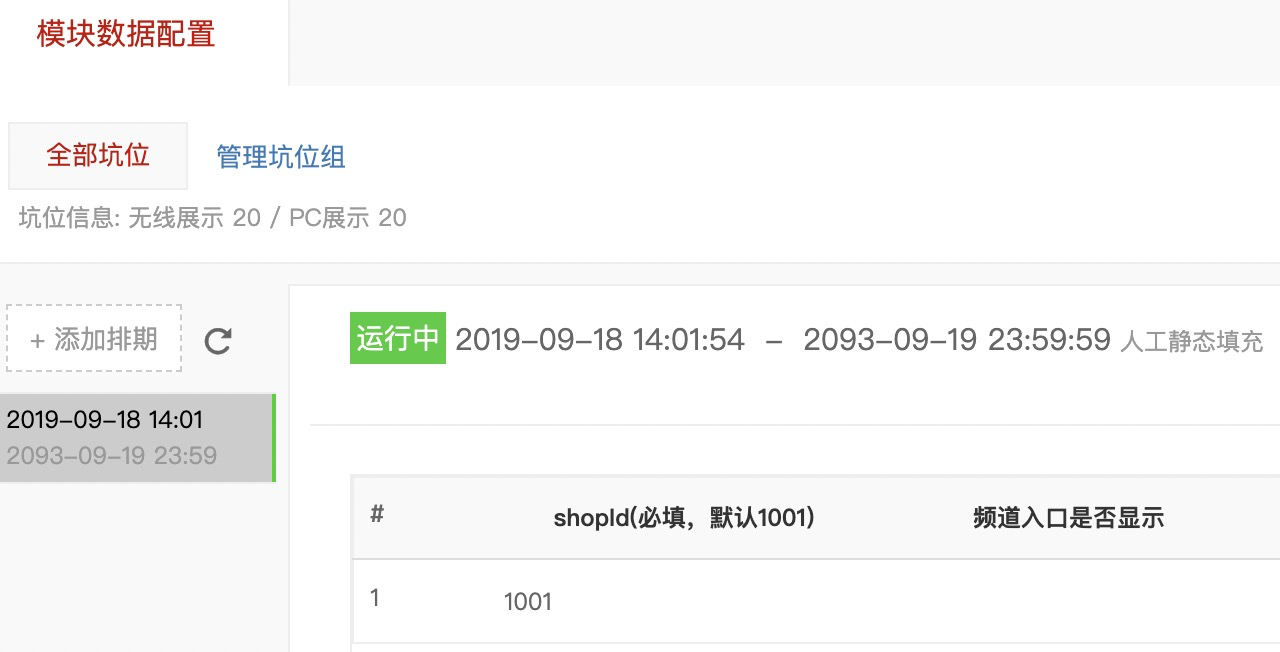 模块数据配置
全部坑位 管理坑位组
坑位信息: 无线展示 20 / PC展示 20
+ 添加排期
2019-09-18 14:01
2093-09-19 23:59
运行中 2019-09-18 14:01:54 - 2093-09-19 23:59:59 人工静态填充
# shopId(必填，默认1001) 频道入口是否显示
1 1001